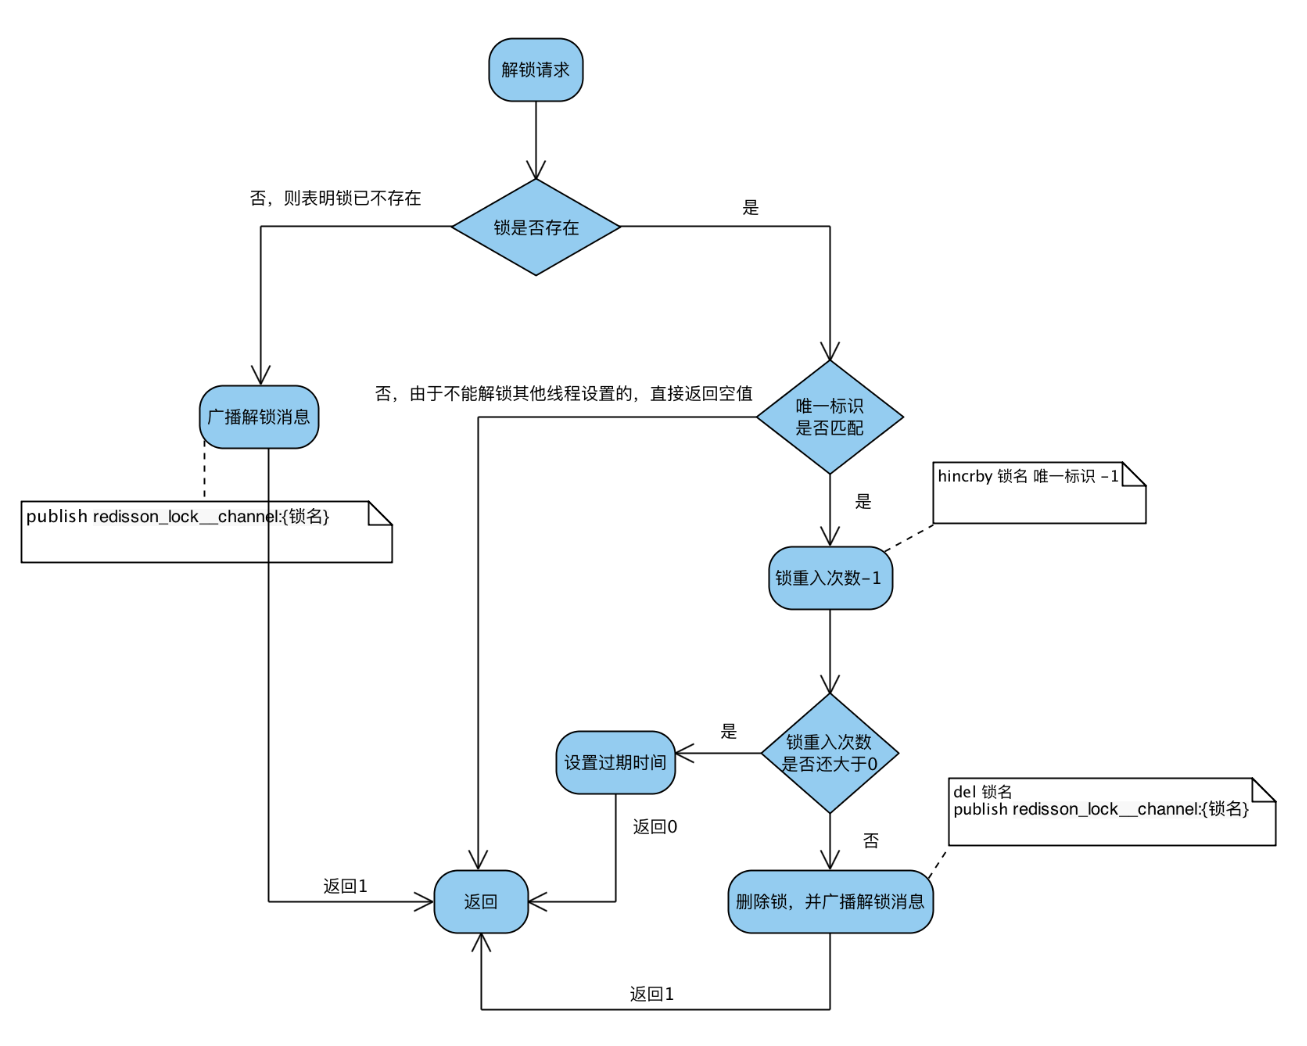 解锁请求
否，则表明锁已不存在
是
锁是否存在
否，由于不能解锁其他线程设置的，直接返回空值
唯一标识
是否匹配
广播解锁消息
hincrby 锁名 唯一标识 -1
是
publish redisson_lock__channel:{锁名}
锁重入次数-1
是
锁重入次数
是否还大于0
设置过期时间
del 锁名
publish redisson_lock__channel:{锁名}
返回0
否
返回1
返回
删除锁，并广播解锁消息
返回1